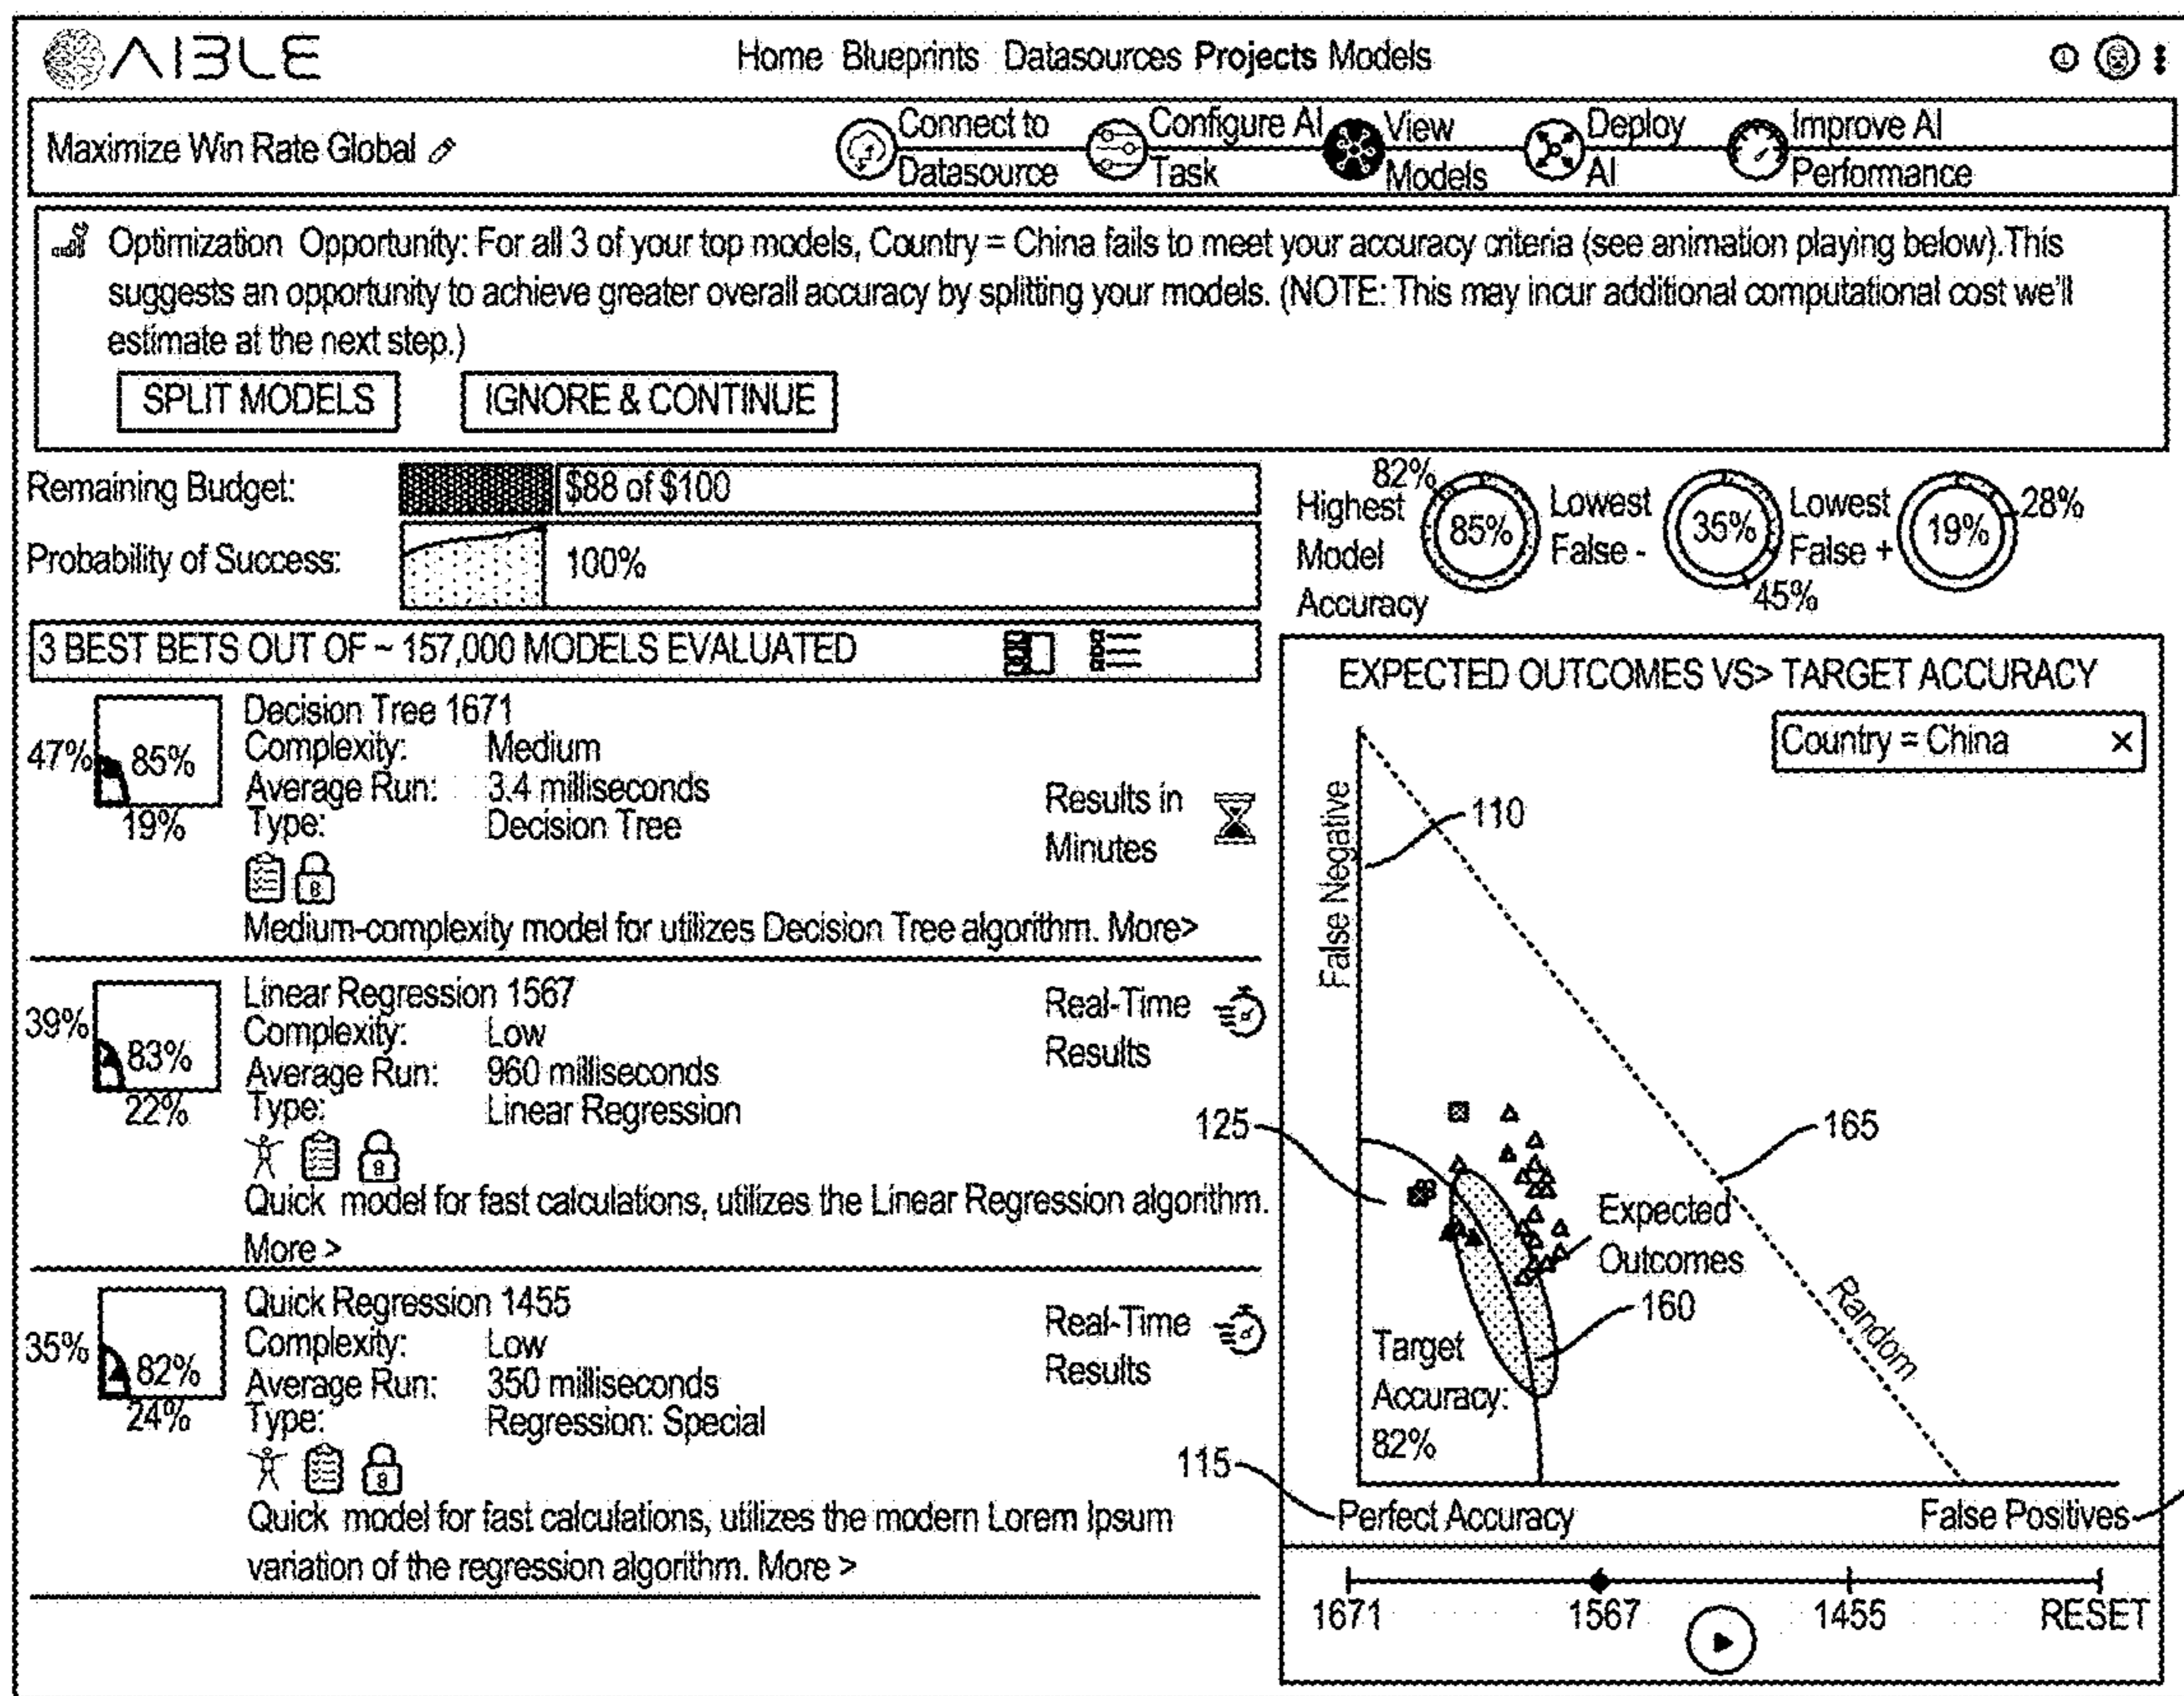 AIBLE
Home Blueprints Datasources Projects Models
Maximize Win Rate Global
Connect to
Datasource
Configure AI
Task
View
Models
Deploy
AI
Improve AI
Performance
Optimization Opportunity: For all 3 of your top models, Country = China fails to meet your accuracy criteria (see animation playing below).This
suggests an opportunity to achieve greater overall accuracy by splitting your models. (NOTE: This may incur additional computational cost we'll
estimate at the next step.)
SPLIT MODELS
IGNORE & CONTINUE
Remaining Budget:
$88 of $100
Probability of Success:
100%
82%
Highest
Model
Accuracy
85%
Lowest
False -
35%
45%
Lowest
False +
19%
28%
3 BEST BETS OUT OF ~ 157,000 MODELS EVALUATED
47%
85%
19%
Decision Tree 1671
Complexity: Medium
Average Run: 3.4 milliseconds
Type: Decision Tree
Results in
Minutes
Medium-complexity model for utilizes Decision Tree algorithm. More>
39%
83%
22%
Linear Regression 1567
Complexity: Low
Average Run: 960 milliseconds
Type: Linear Regression
Real-Time
Results
Quick model for fast calculations, utilizes the Linear Regression algorithm.
More >
35%
82%
24%
Quick Regression 1455
Complexity: Low
Average Run: 350 milliseconds
Type: Regression: Special
Real-Time
Results
Quick model for fast calculations, utilizes the modern Lorem Ipsum
variation of the regression algorithm. More >
EXPECTED OUTCOMES VS> TARGET ACCURACY
Country = China ×
False Negative
110
125
165
Expected
Outcomes
160
Random
Target
Accuracy:
82%
115
Perfect Accuracy
False Positives
1671
1567
1455
RESET